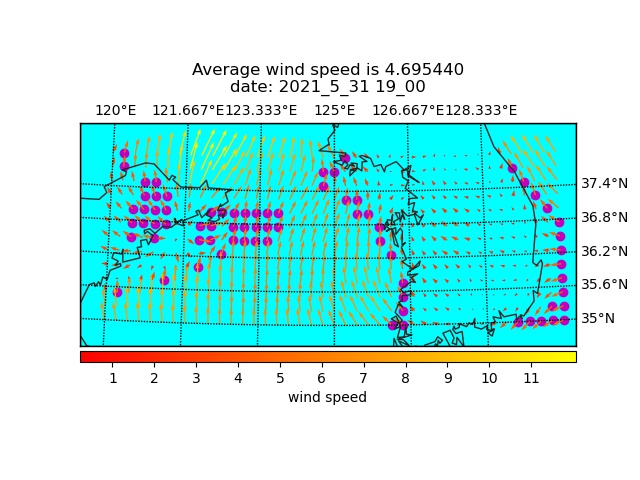 Average wind speed is 4.695440
date: 2021_5_31 19_00
120°E 121.667°E 123.333°E 125°E 126.667°E 128.333°E
37.4°N
36.8°N
36.2°N
35.6°N
35°N
1 2 3 4 5 6 7 8 9 10 11
wind speed